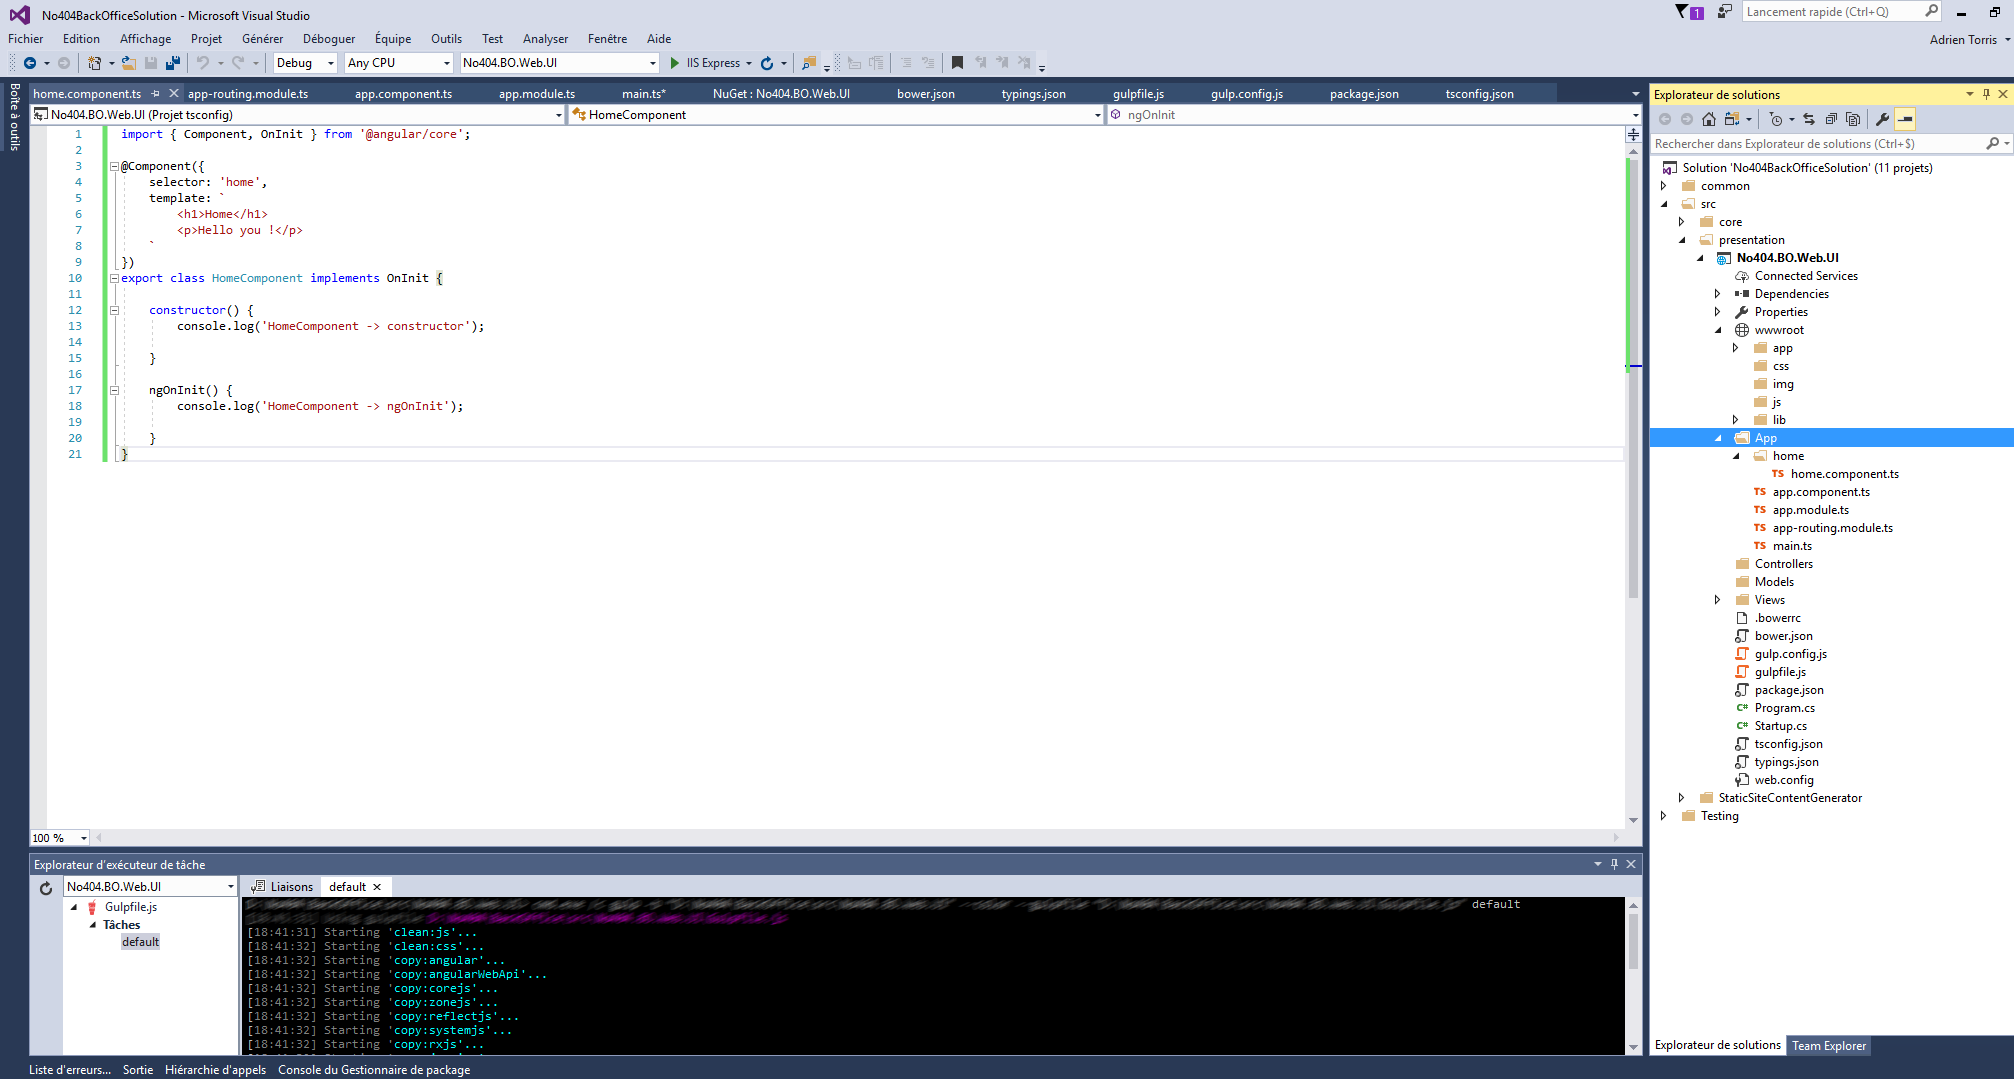 No404BackOfficeSolution - Microsoft Visual Studio
1
Lancement rapide (Ctrl+Q)
Fichier Edition Affichage Projet Générer Déboguer Équipe Outils Test Analyser Fenêtre Aide
Adrien Torris
Debug Any CPU No404.BO.Web.UI IIS Express
Boîte à outils
home.component.ts app-routing.module.ts app.component.ts app.module.ts main.ts* NuGet : No404.BO.Web.UI bower.json typings.json gulpfile.js gulp.config.js package.json tsconfig.json
No404.BO.Web.UI (Projet tsconfig) HomeComponent ngOnInit
1 import { Component, OnInit } from '@angular/core';
2
3 @Component({
4 selector: 'home',
5 template: `
6 <h1>Home</h1>
7 <p>Hello you !</p>
8 `
9 })
10 export class HomeComponent implements OnInit {
11
12 constructor() {
13 console.log('HomeComponent -> constructor');
14
15 }
16
17 ngOnInit() {
18 console.log('HomeComponent -> ngOnInit');
19
20 }
21 }
100 %
Explorateur d'exécuteur de tâche
No404.BO.Web.UI
Gulpfile.js
Tâches
default
Liaisons default
default
[18:41:31] Starting 'clean:js'...
[18:41:32] Starting 'clean:css'...
[18:41:32] Starting 'copy:angular'...
[18:41:32] Starting 'copy:angularWebApi'...
[18:41:32] Starting 'copy:corejs'...
[18:41:32] Starting 'copy:zonejs'...
[18:41:32] Starting 'copy:reflectjs'...
[18:41:32] Starting 'copy:systemjs'...
[18:41:32] Starting 'copy:rxjs'...
Explorateur de solutions
Rechercher dans Explorateur de solutions (Ctrl+$)
Solution 'No404BackOfficeSolution' (11 projets)
common
src
core
presentation
No404.BO.Web.UI
Connected Services
Dependencies
Properties
wwwroot
app
css
img
js
lib
App
home
TS home.component.ts
TS app.component.ts
TS app.module.ts
TS app-routing.module.ts
TS main.ts
Controllers
Models
Views
.bowerrc
bower.json
gulp.config.js
gulpfile.js
package.json
C# Program.cs
C# Startup.cs
tsconfig.json
typings.json
web.config
StaticSiteContentGenerator
Testing
Explorateur de solutions Team Explorer
Liste d'erreurs... Sortie Hiérarchie d'appels Console du Gestionnaire de package